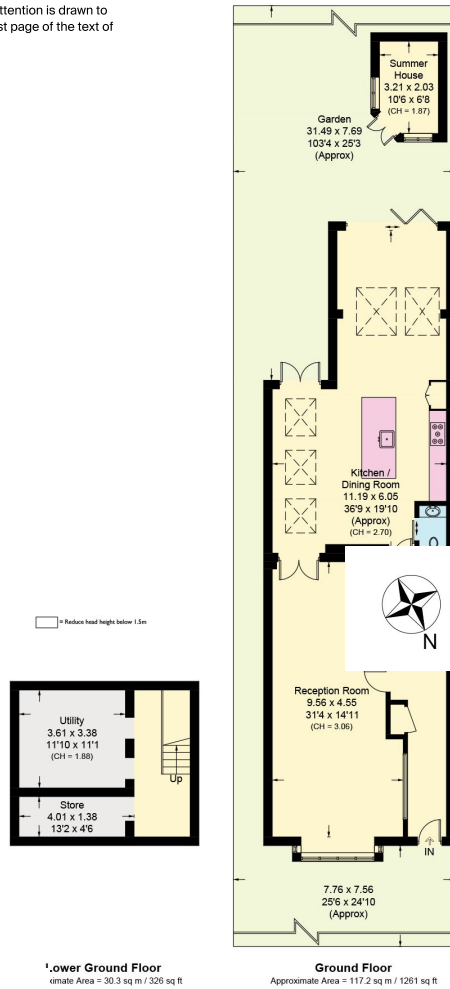 ttention is drawn to
st page of the text of
Summer
House
3.21 x 2.03
10'6 x 6'8
(CH = 1.87)
Garden
31.49 x 7.69
103'4 x 25'3
(Approx)
Kitchen /
Dining Room
11.19 x 6.05
36'9 x 19'10
(Approx)
(CH = 2.70)
N
= Reduce head height below 1.5m
Reception Room
9.56 x 4.55
31'4 x 14'11
(CH = 3.06)
Utility
3.61 x 3.38
11'10 x 11'1
(CH = 1.88)
Up
Store
4.01 x 1.38
13'2 x 4'6
IN
7.76 x 7.56
25'6 x 24'10
(Approx)
Lower Ground Floor
ximate Area = 30.3 sq m / 326 sq ft
Ground Floor
Approximate Area = 117.2 sq m / 1261 sq ft